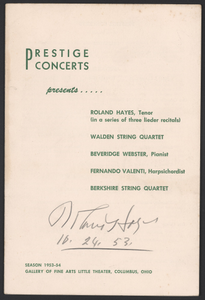 PRESTIGE
CONCERTS
presents.....
ROLAND HAYES, Tenor
(in a series of three lieder recitals)
WALDEN STRING QUARTET
BEVERIDGE WEBSTER, Pianist
FERNANDO VALENTI, Harpsichordist
BERKSHIRE STRING QUARTET
Hayes
10. 24. 53.
SEASON 1953-54
GALLERY OF FINE ARTS LITTLE THEATER, COLUMBUS, OHIO